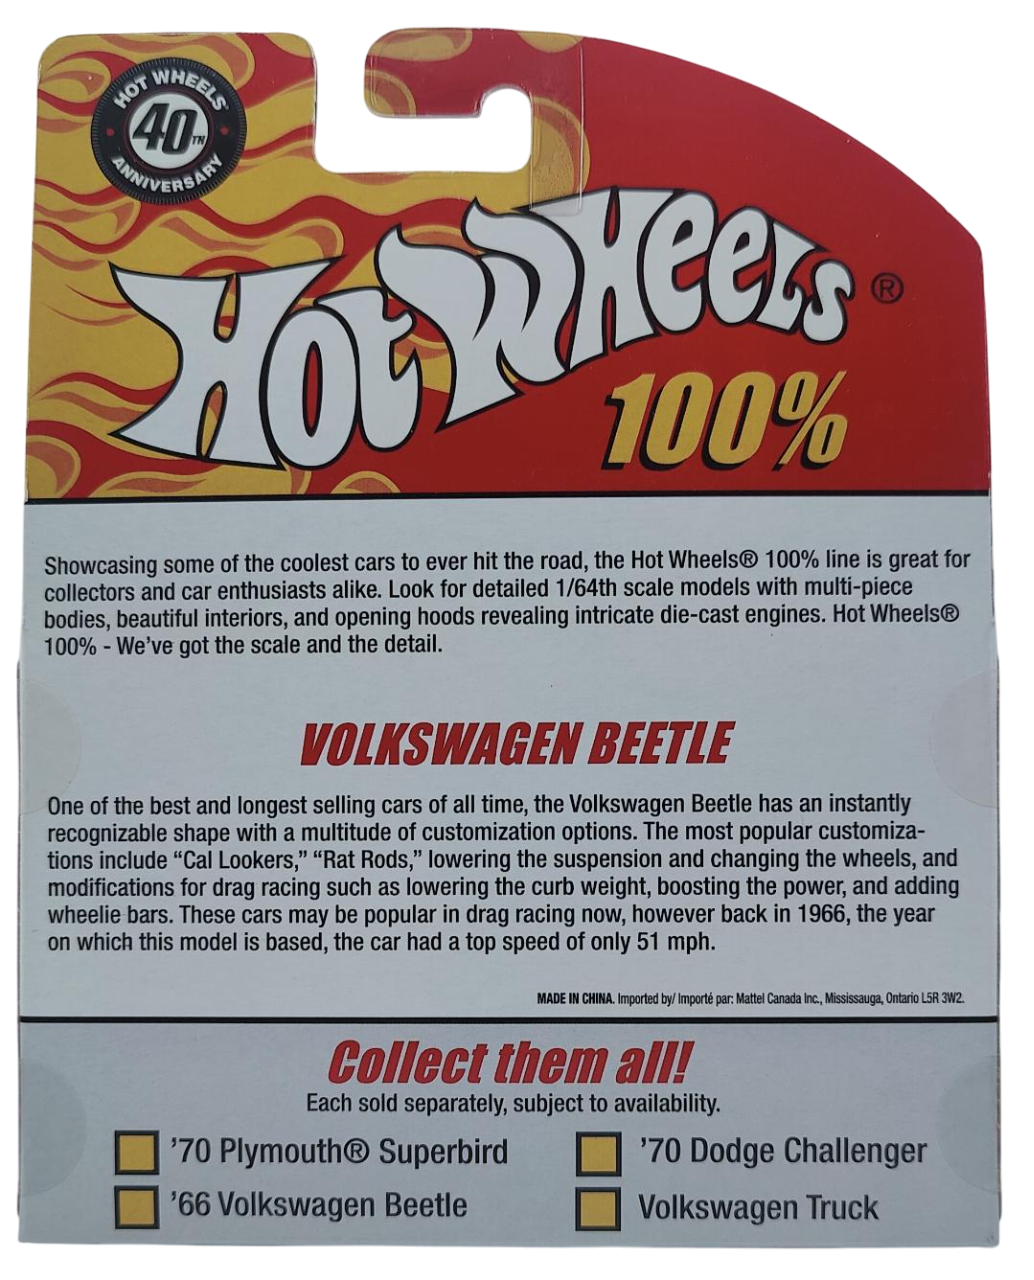 HOT WHEELS®
40TH
ANNIVERSARY
Hot Wheels®
100%
Showcasing some of the coolest cars to ever hit the road, the Hot Wheels® 100% line is great for
collectors and car enthusiasts alike. Look for detailed 1/64th scale models with multi-piece
bodies, beautiful interiors, and opening hoods revealing intricate die-cast engines. Hot Wheels®
100% - We've got the scale and the detail.
VOLKSWAGEN BEETLE
One of the best and longest selling cars of all time, the Volkswagen Beetle has an instantly
recognizable shape with a multitude of customization options. The most popular customiza-
tions include “Cal Lookers,” “Rat Rods,” lowering the suspension and changing the wheels, and
modifications for drag racing such as lowering the curb weight, boosting the power, and adding
wheelie bars. These cars may be popular in drag racing now, however back in 1966, the year
on which this model is based, the car had a top speed of only 51 mph.
MADE IN CHINA. Imported by/ Importé par: Mattel Canada Inc., Mississauga, Ontario L5R 3W2.
Collect them all!
Each sold separately, subject to availability.
'70 Plymouth® Superbird
'70 Dodge Challenger
'66 Volkswagen Beetle
Volkswagen Truck